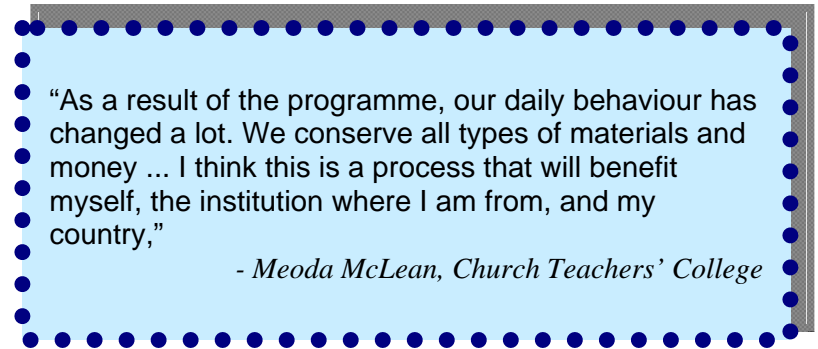 “As a result of the programme, our daily behaviour has
changed a lot. We conserve all types of materials and
money ... I think this is a process that will benefit
myself, the institution where I am from, and my
country,”
- Meoda McLean, Church Teachers’ College